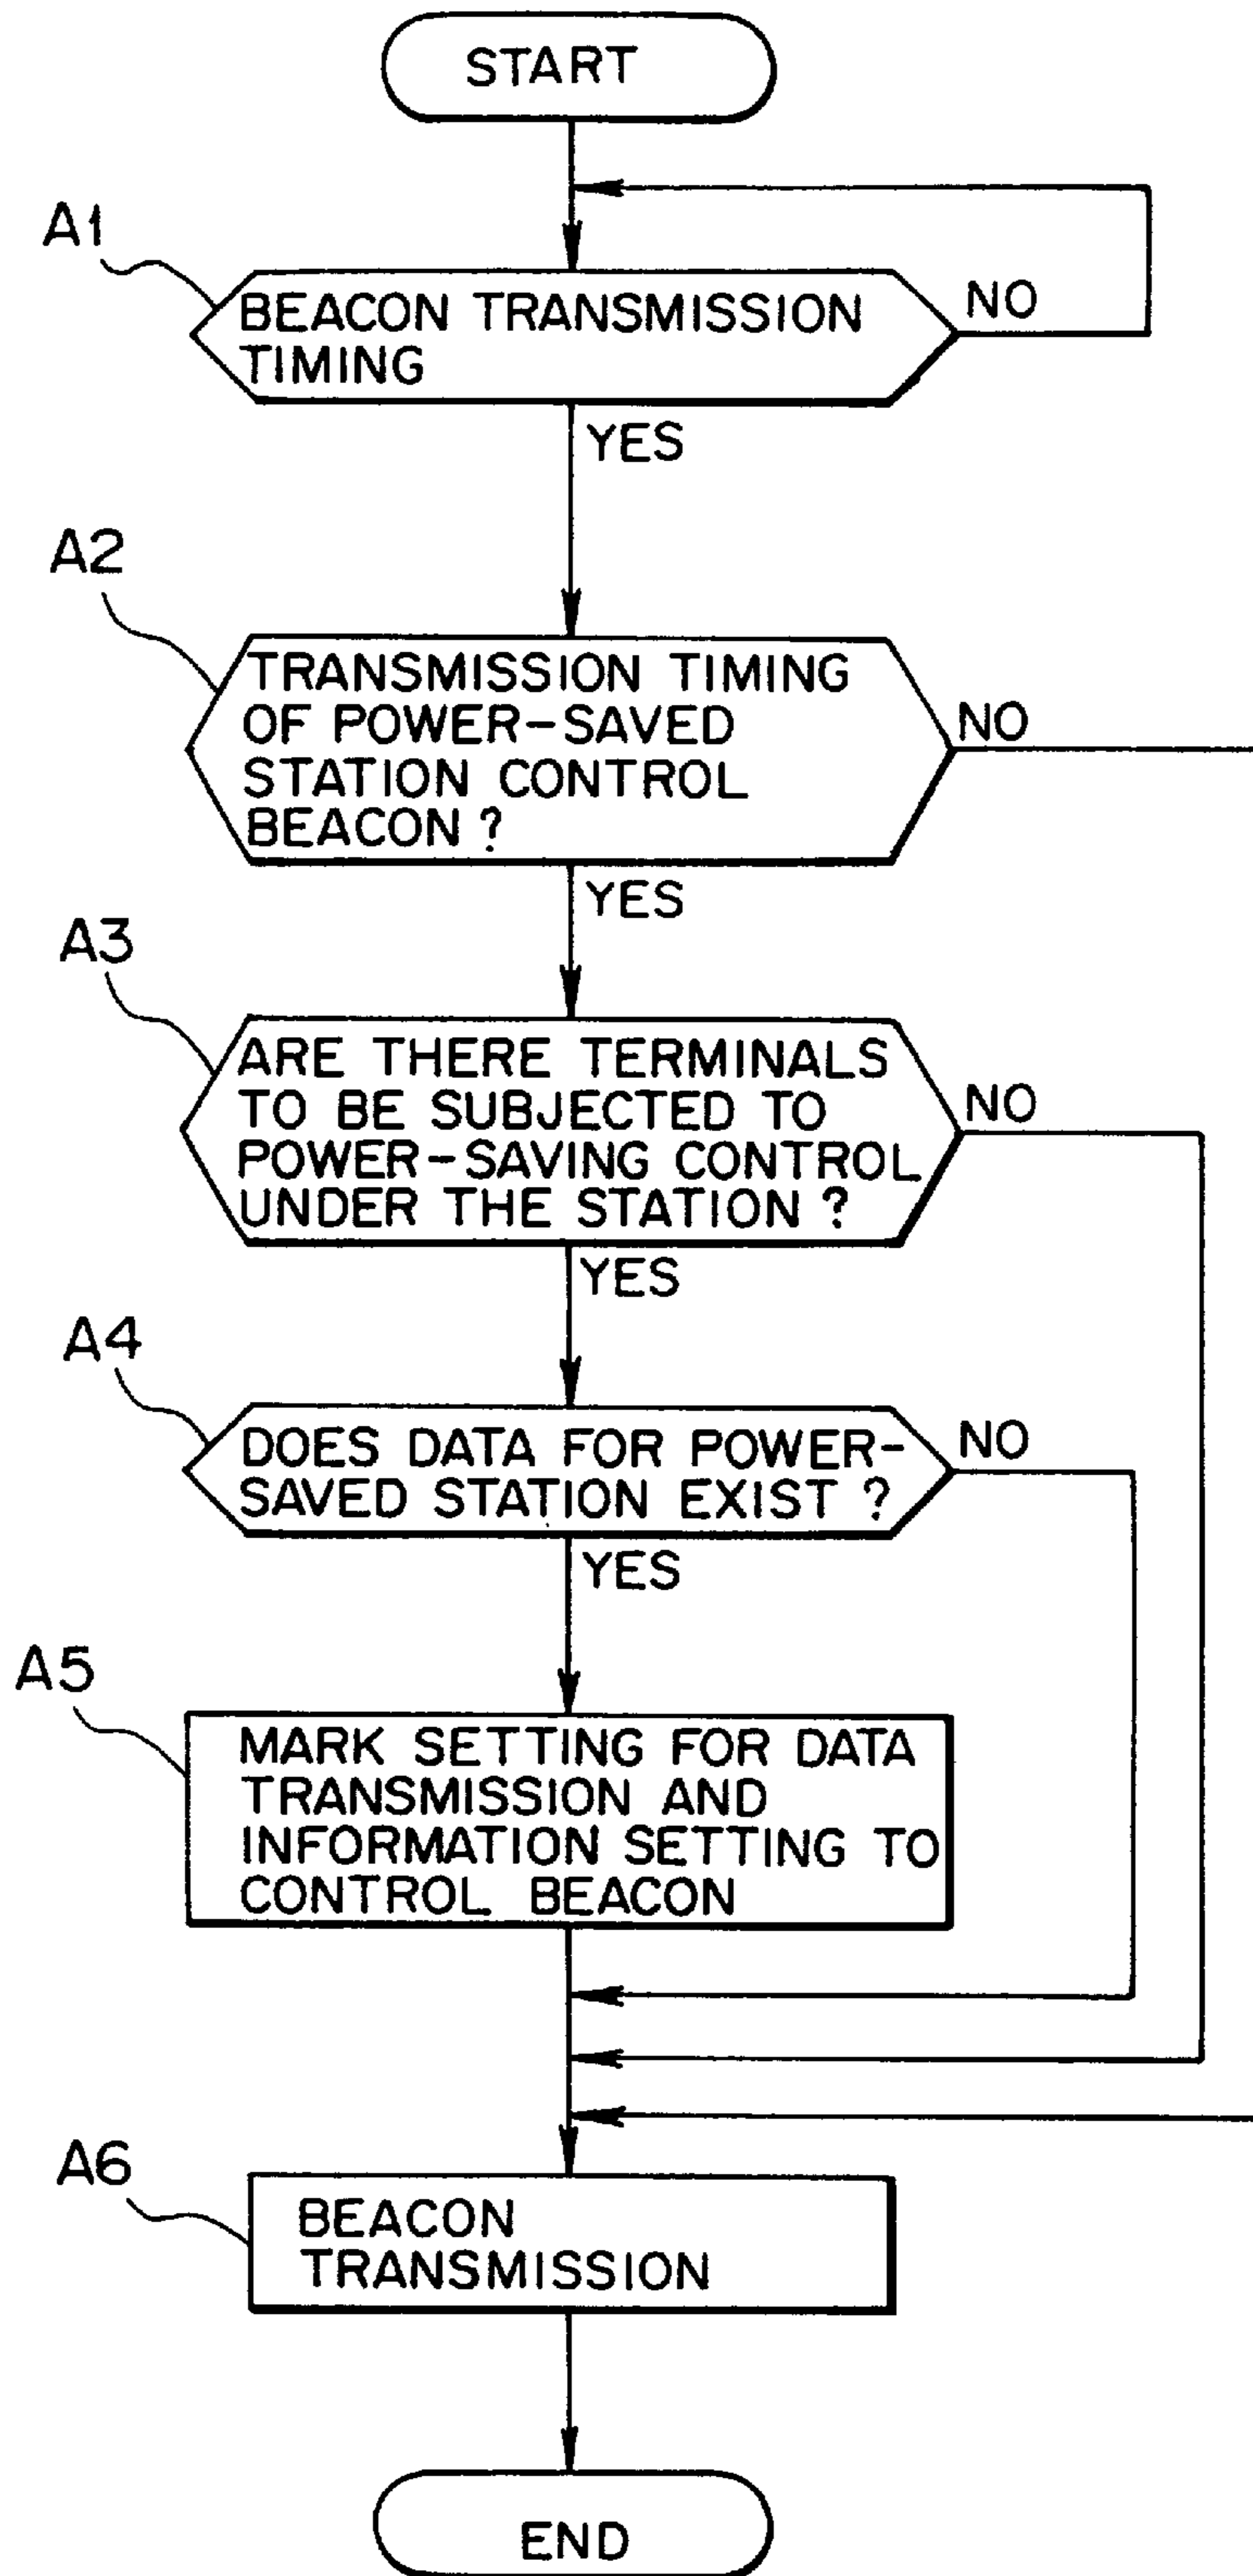 START
A1
BEACON TRANSMISSION
TIMING
NO
YES
A2
TRANSMISSION TIMING
OF POWER-SAVED
STATION CONTROL
BEACON ?
NO
YES
A3
ARE THERE TERMINALS
TO BE SUBJECTED TO
POWER-SAVING CONTROL
UNDER THE STATION ?
NO
YES
A4
DOES DATA FOR POWER-
SAVED STATION EXIST ?
NO
YES
A5
MARK SETTING FOR DATA
TRANSMISSION AND
INFORMATION SETTING TO
CONTROL BEACON
A6
BEACON
TRANSMISSION
END